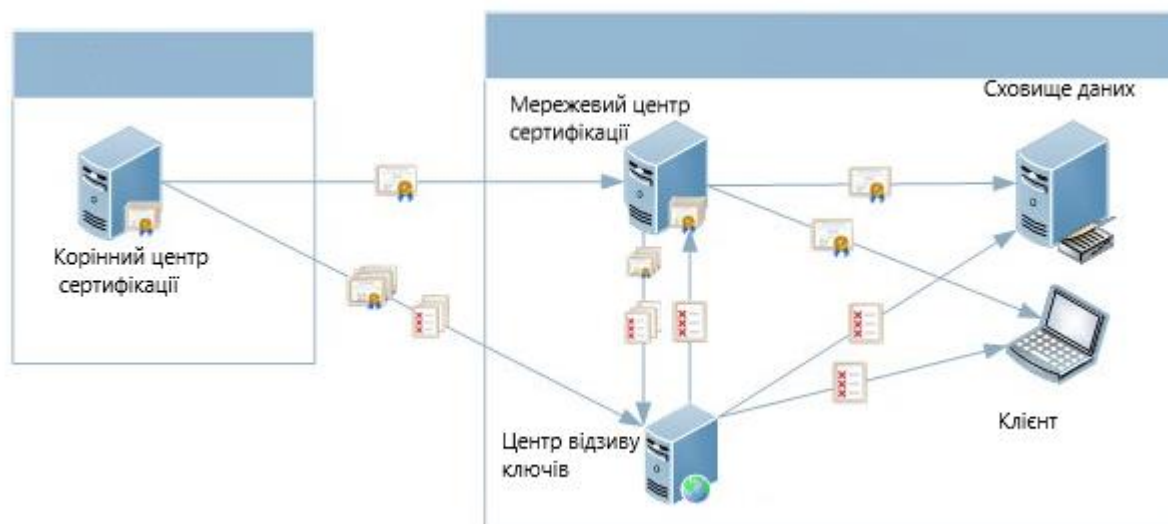 Мережевий центр
сертифікації
Сховище даних
Корінний центр
сертифікації
Центр відзиву
ключів
Клієнт